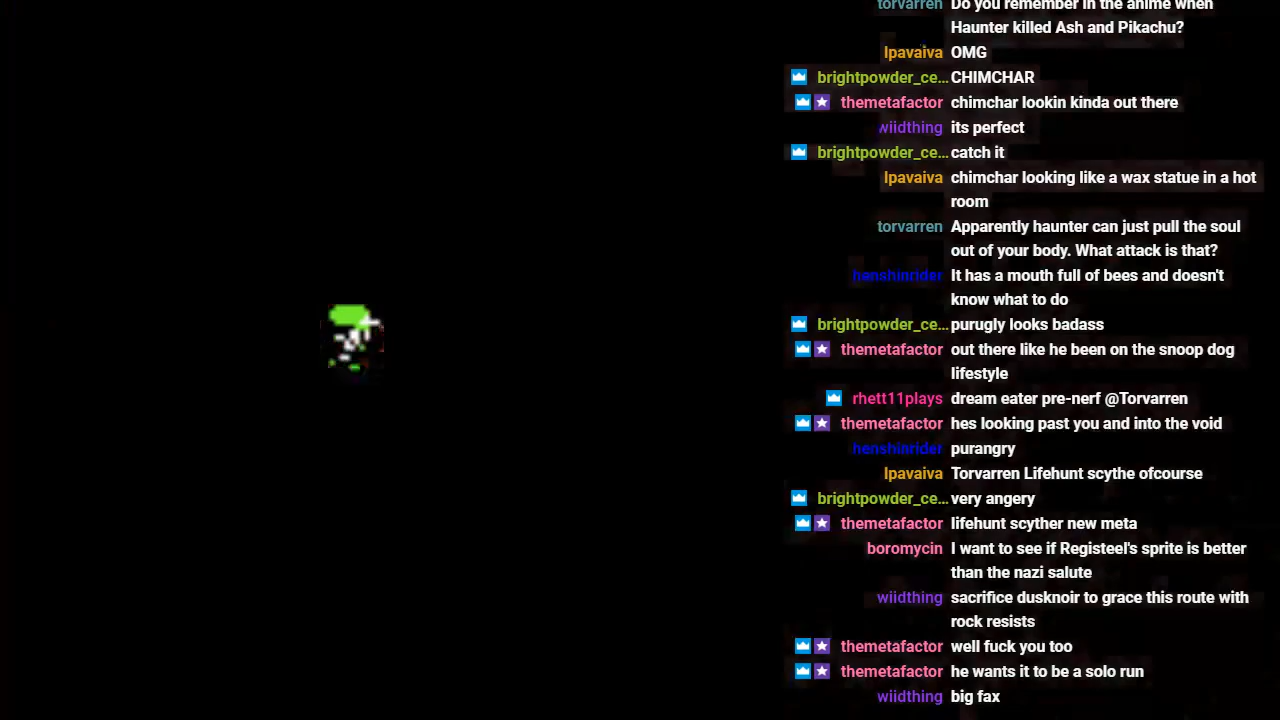 torvarren Do you remember in the anime when
Haunter killed Ash and Pikachu?
lpavaiva OMG
brightpowder_ce... CHIMCHAR
themetafactor chimchar lookin kinda out there
wiidthing its perfect
brightpowder_ce... catch it
lpavaiva chimchar looking like a wax statue in a hot
room
torvarren Apparently haunter can just pull the soul
out of your body. What attack is that?
henshinrider It has a mouth full of bees and doesn't
know what to do
brightpowder_ce... purugly looks badass
themetafactor out there like he been on the snoop dog
lifestyle
rhett11plays dream eater pre-nerf @Torvarren
themetafactor hes looking past you and into the void
henshinrider purangry
lpavaiva Torvarren Lifehunt scythe ofcourse
brightpowder_ce... very angery
themetafactor lifehunt scyther new meta
boromycin I want to see if Registeel's sprite is better
than the nazi salute
wiidthing sacrifice dusknoir to grace this route with
rock resists
themetafactor well fuck you too
themetafactor he wants it to be a solo run
wiidthing big fax